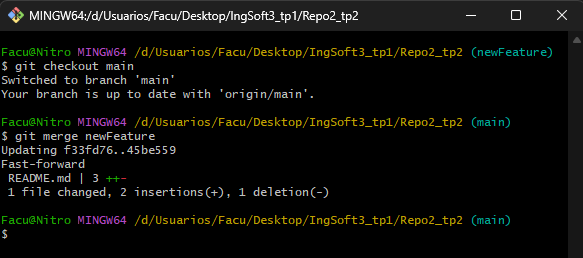 MINGW64:/d/Usuarios/Facu/Desktop/IngSoft3_tp1/Repo2_tp2
Facu@Nitro MINGW64 /d/Usuarios/Facu/Desktop/IngSoft3_tp1/Repo2_tp2 (newFeature)
$ git checkout main
Switched to branch 'main'
Your branch is up to date with 'origin/main'.
Facu@Nitro MINGW64 /d/Usuarios/Facu/Desktop/IngSoft3_tp1/Repo2_tp2 (main)
$ git merge newFeature
Updating f33fd76..45be559
Fast-forward
 README.md | 3 ++-
 1 file changed, 2 insertions(+), 1 deletion(-)
Facu@Nitro MINGW64 /d/Usuarios/Facu/Desktop/IngSoft3_tp1/Repo2_tp2 (main)
$